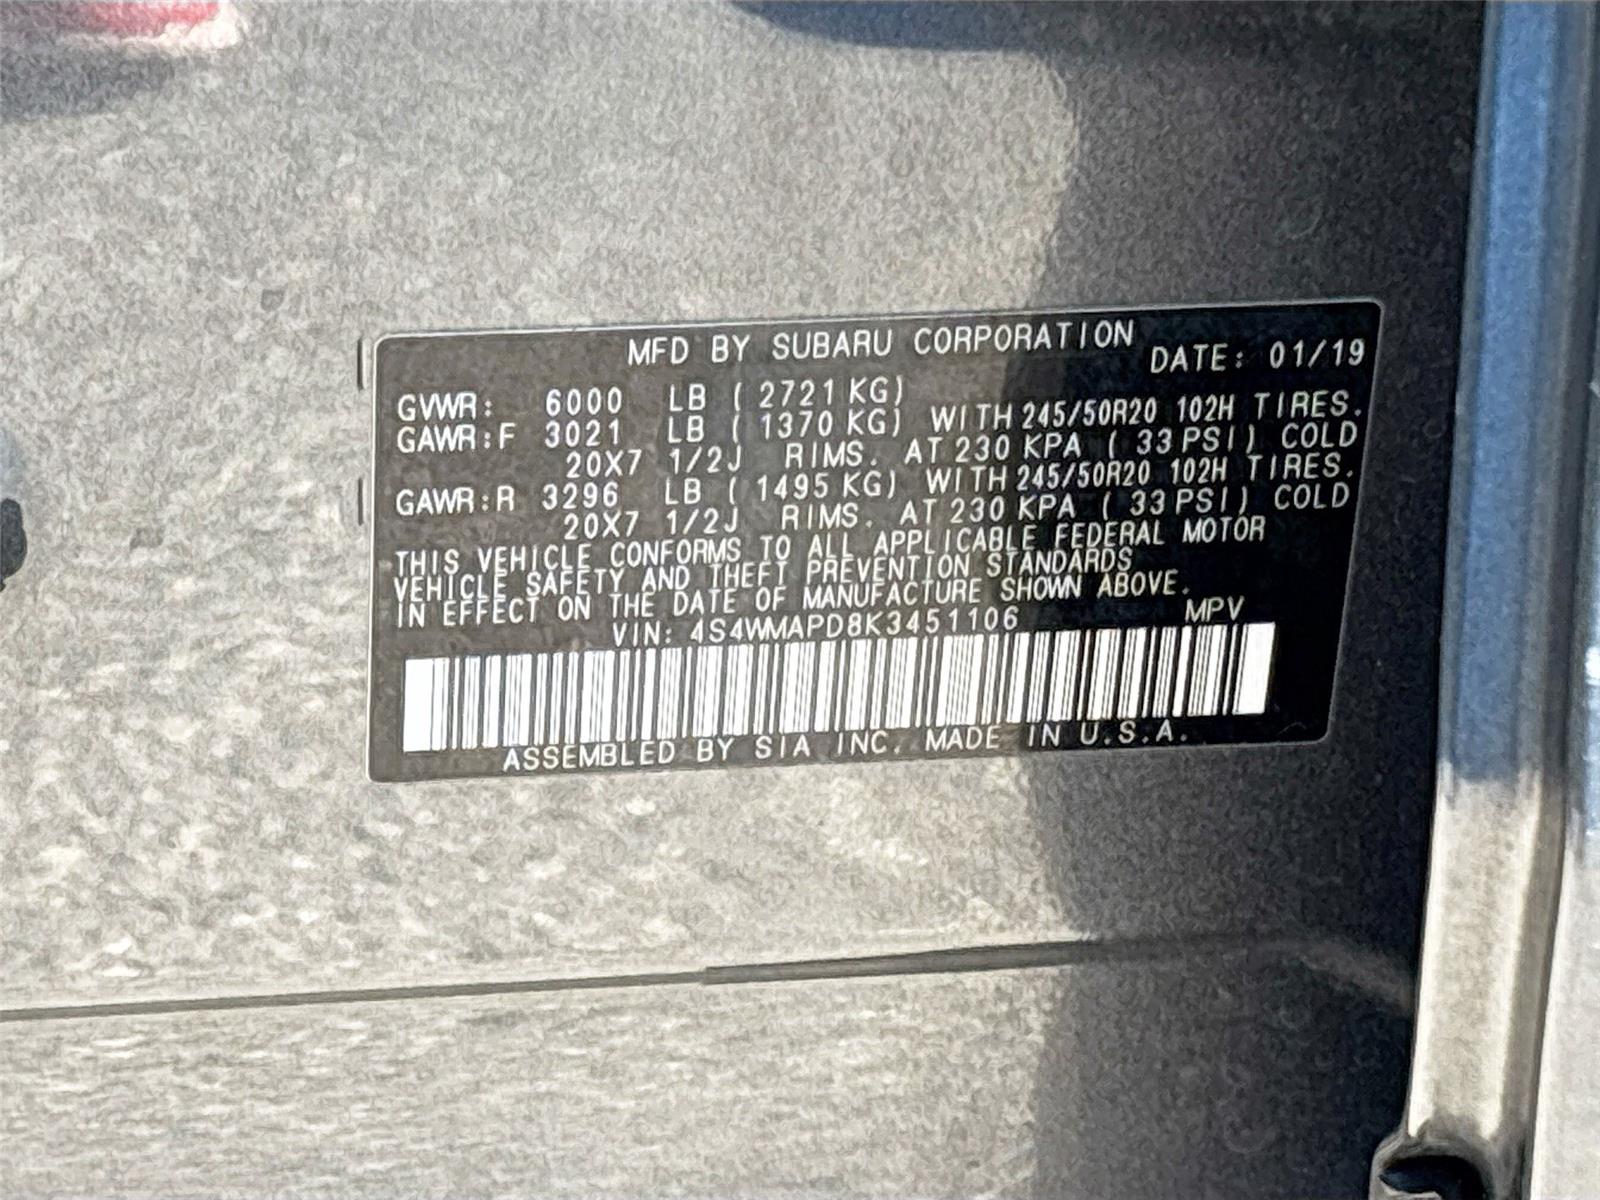 MFD BY SUBARU CORPORATION DATE: 01/19
GVWR: 6000 LB ( 2721 KG)
GAWR:F 3021 LB ( 1370 KG) WITH 245/50R20 102H TIRES.
20X7 1/2J RIMS. AT 230 KPA ( 33 PSI) COLD
GAWR:R 3296 LB ( 1495 KG) WITH 245/50R20 102H TIRES.
20X7 1/2J RIMS. AT 230 KPA ( 33 PSI) COLD
THIS VEHICLE CONFORMS TO ALL APPLICABLE FEDERAL MOTOR
VEHICLE SAFETY AND THEFT PREVENTION STANDARDS
IN EFFECT ON THE DATE OF MANUFACTURE SHOWN ABOVE.
VIN: 4S4WMAPD8K3451106 MPV
ASSEMBLED BY SIA INC. MADE IN U.S.A.